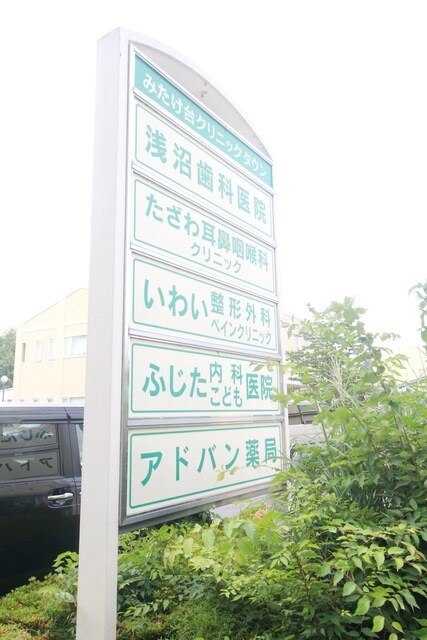 みたけ台クリニックタウン
浅沼歯科医院
たざわ耳鼻咽喉科
クリニック
いわい整形外科
ペインクリニック
ふじた内科こども医院
アドバン薬局